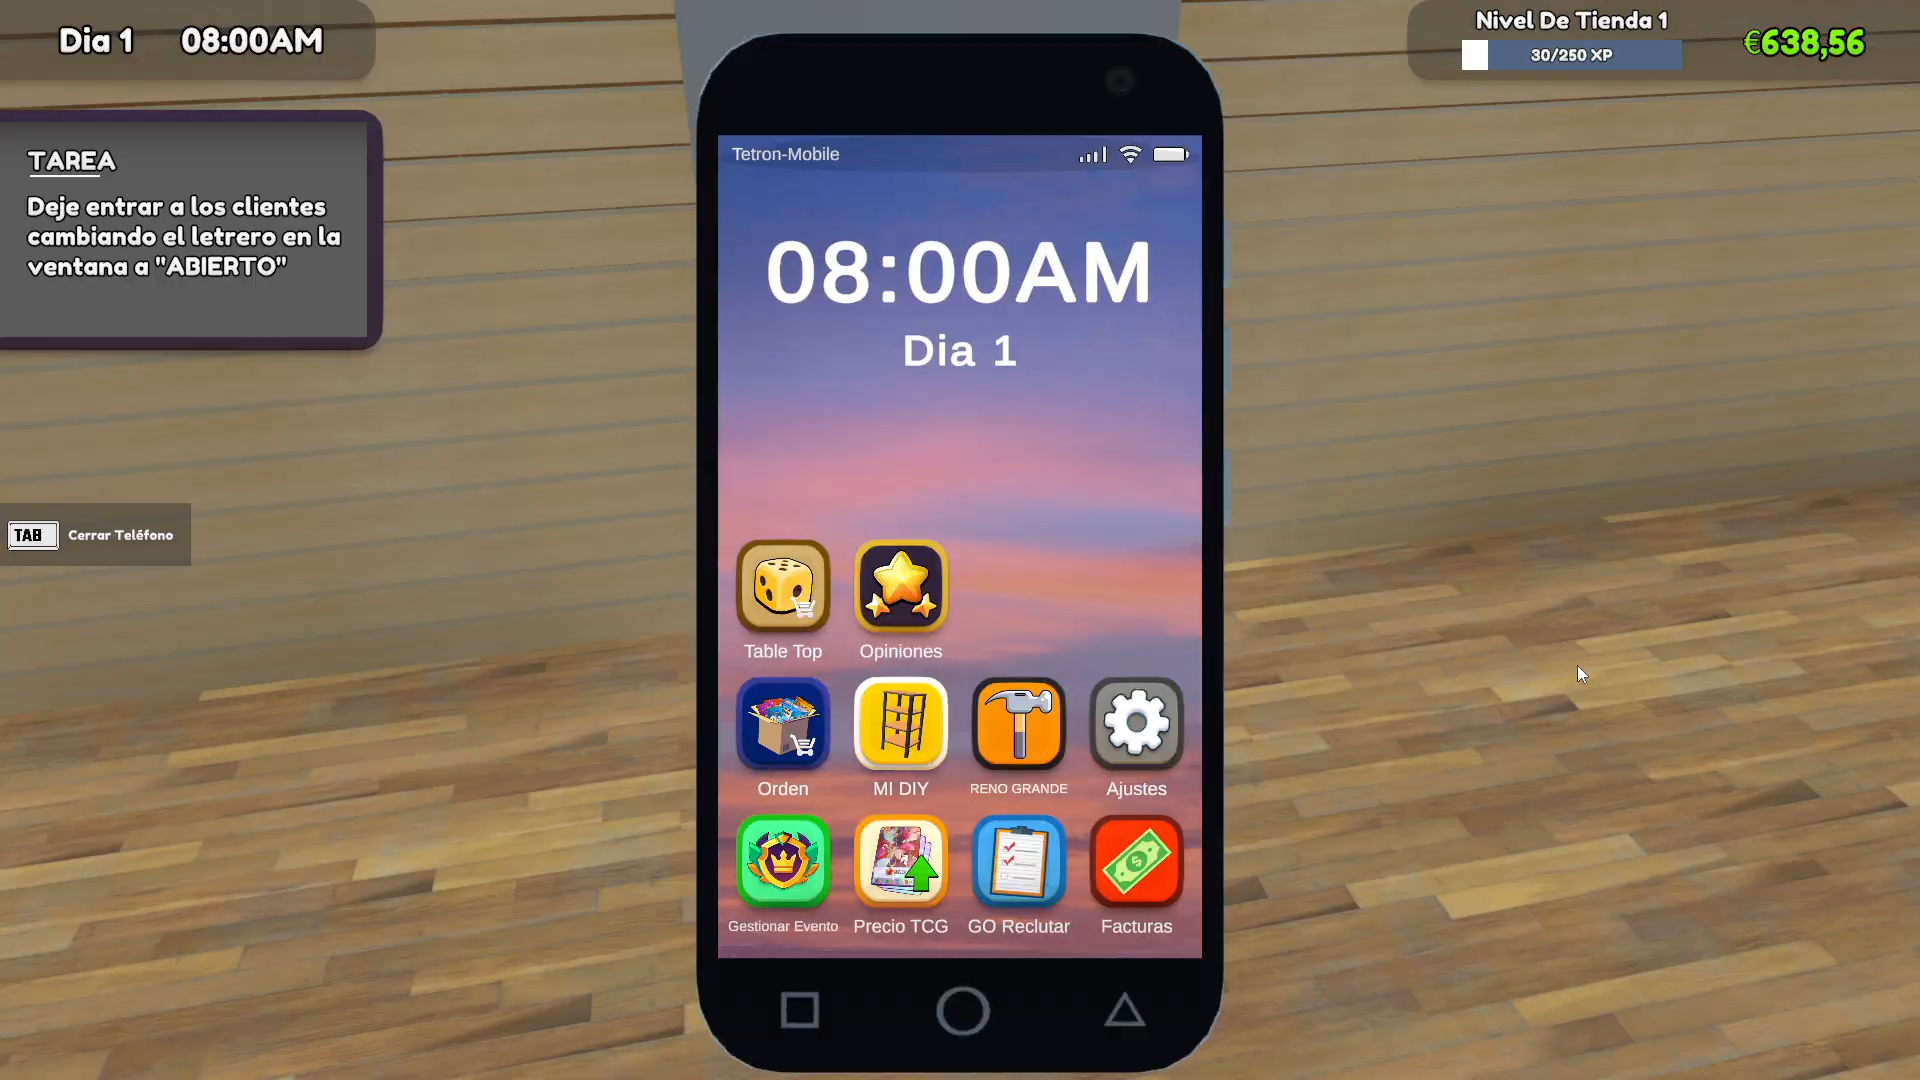 Dia 1 08:00AM
Nivel De Tienda 1
30/250 XP
€638,56
TAREA
Deje entrar a los clientes
cambiando el letrero en la
ventana a "ABIERTO"
TAB Cerrar Teléfono
Tetron-Mobile
08:00AM
Dia 1
Table Top Opiniones
Orden MI DIY RENO GRANDE Ajustes
Gestionar Evento Precio TCG GO Reclutar Facturas